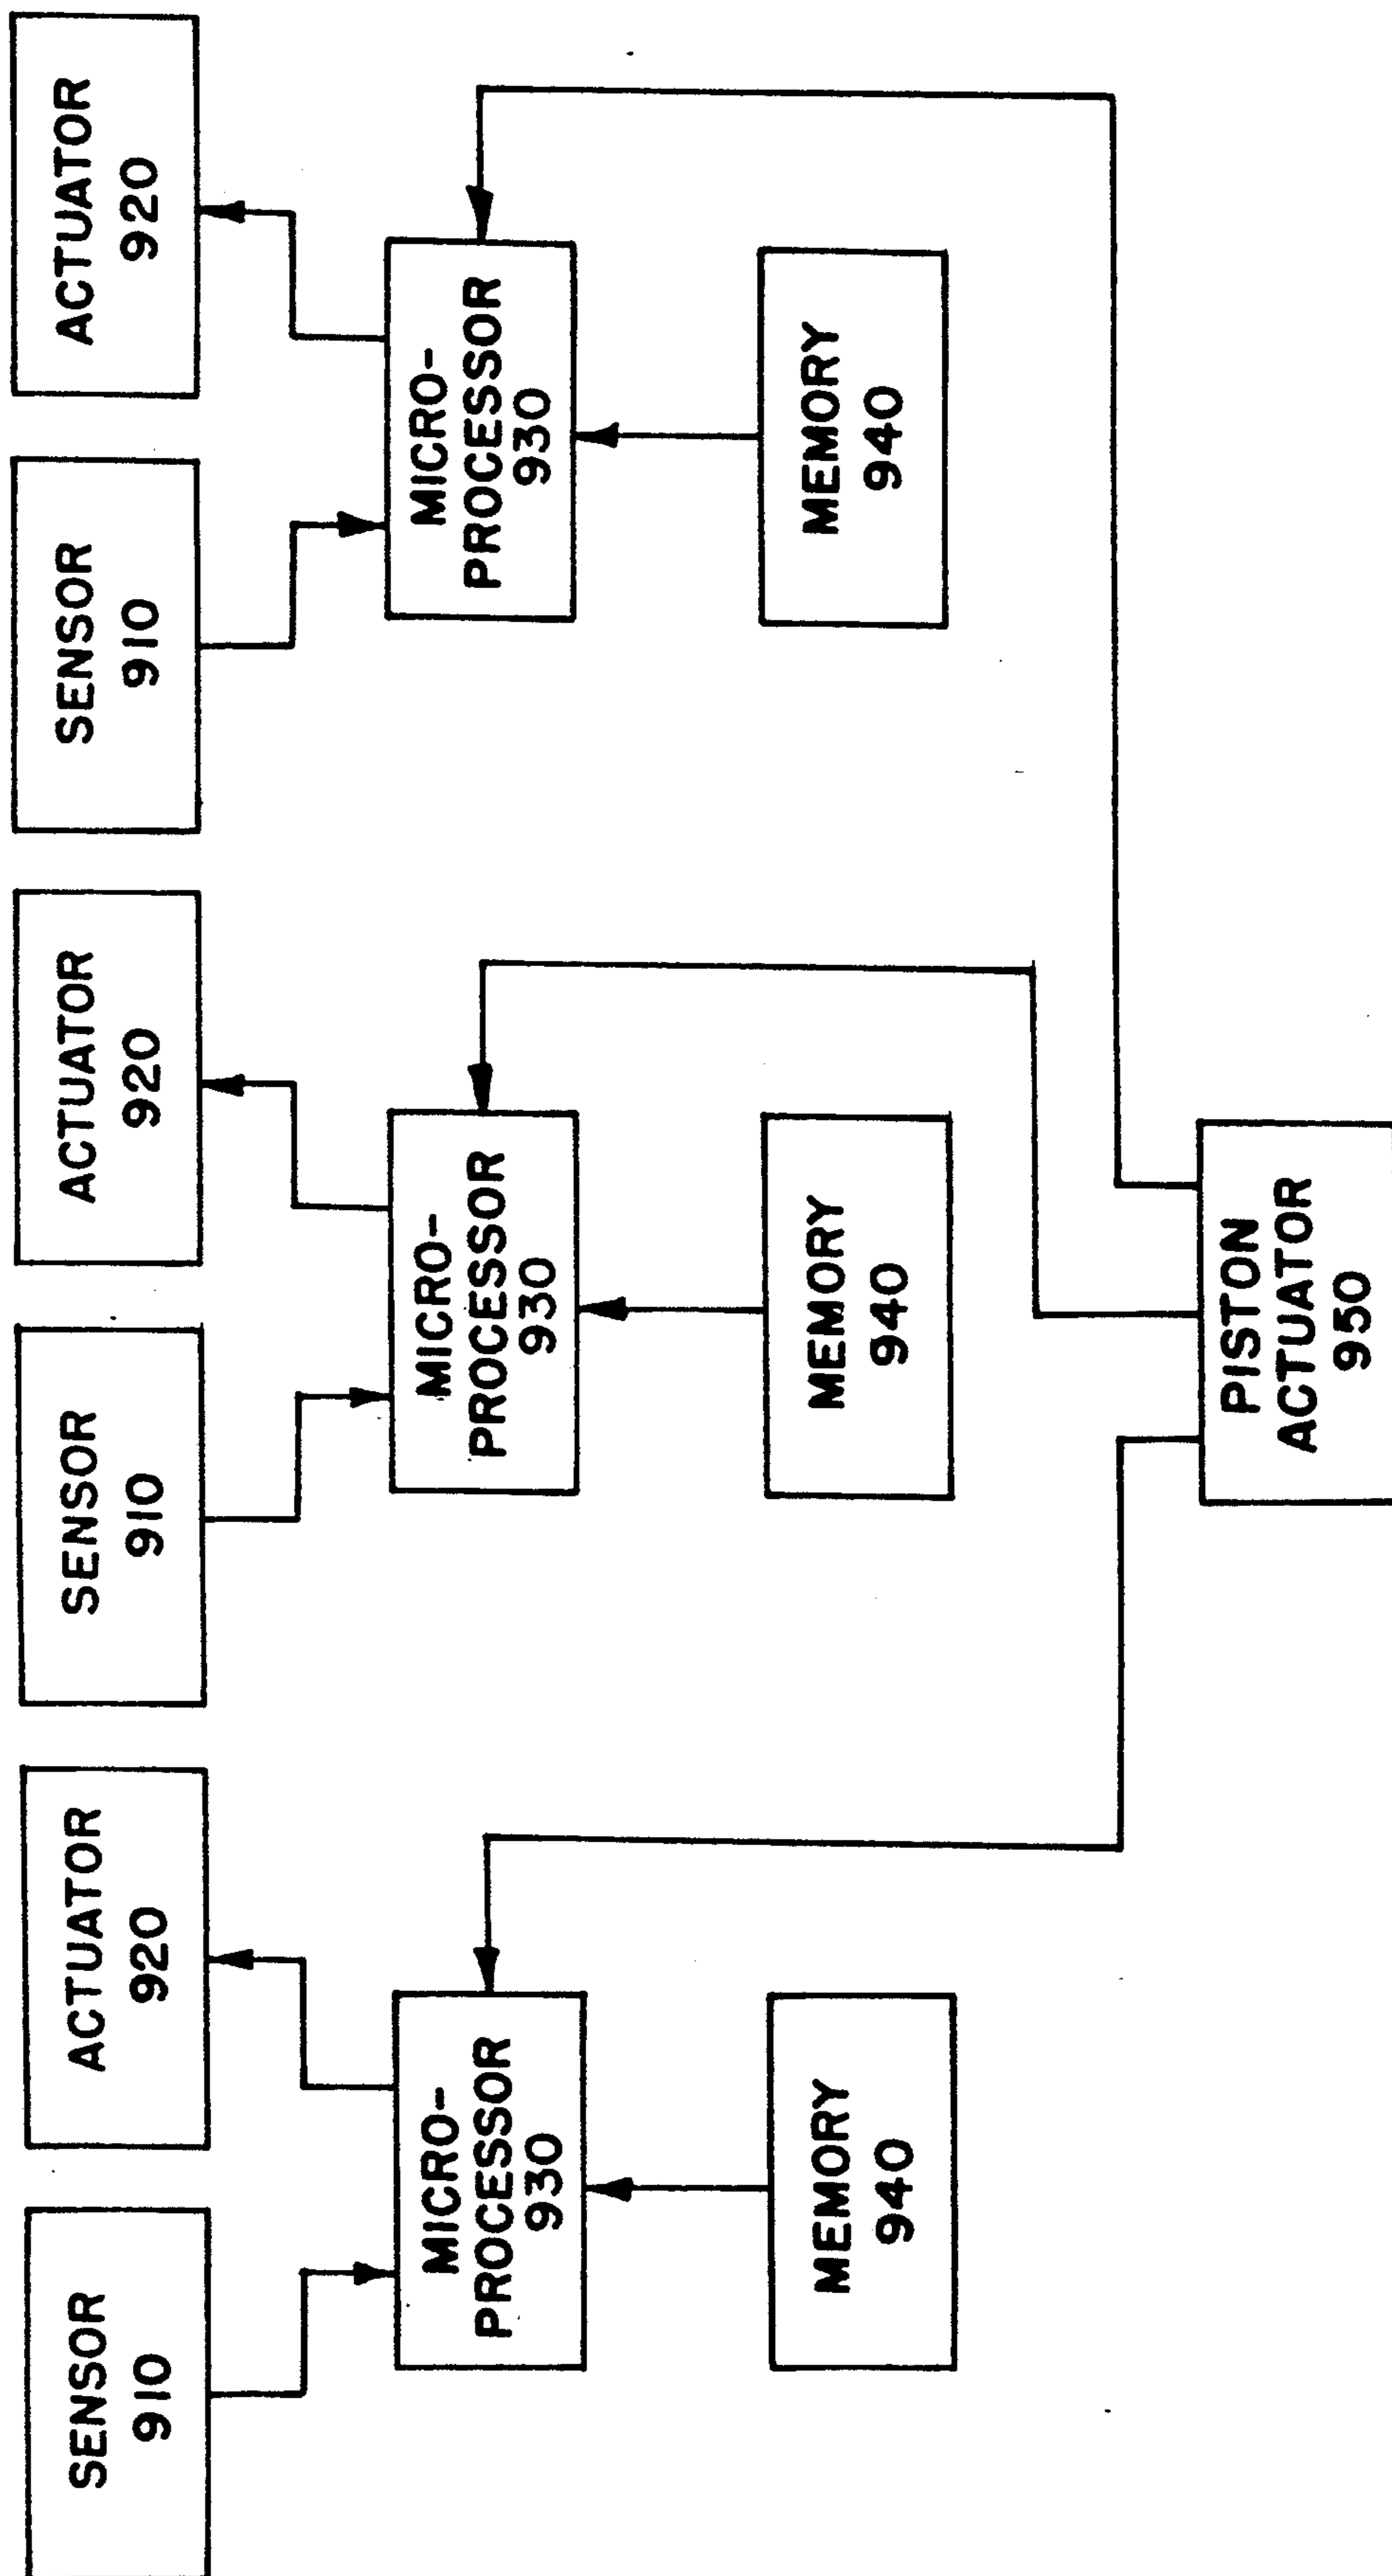 SENSOR
910
ACTUATOR
920
SENSOR
910
ACTUATOR
920
SENSOR
910
ACTUATOR
920
MICRO-
PROCESSOR
930
MICRO-
PROCESSOR
930
MICRO-
PROCESSOR
930
MEMORY
940
MEMORY
940
MEMORY
940
PISTON
ACTUATOR
950